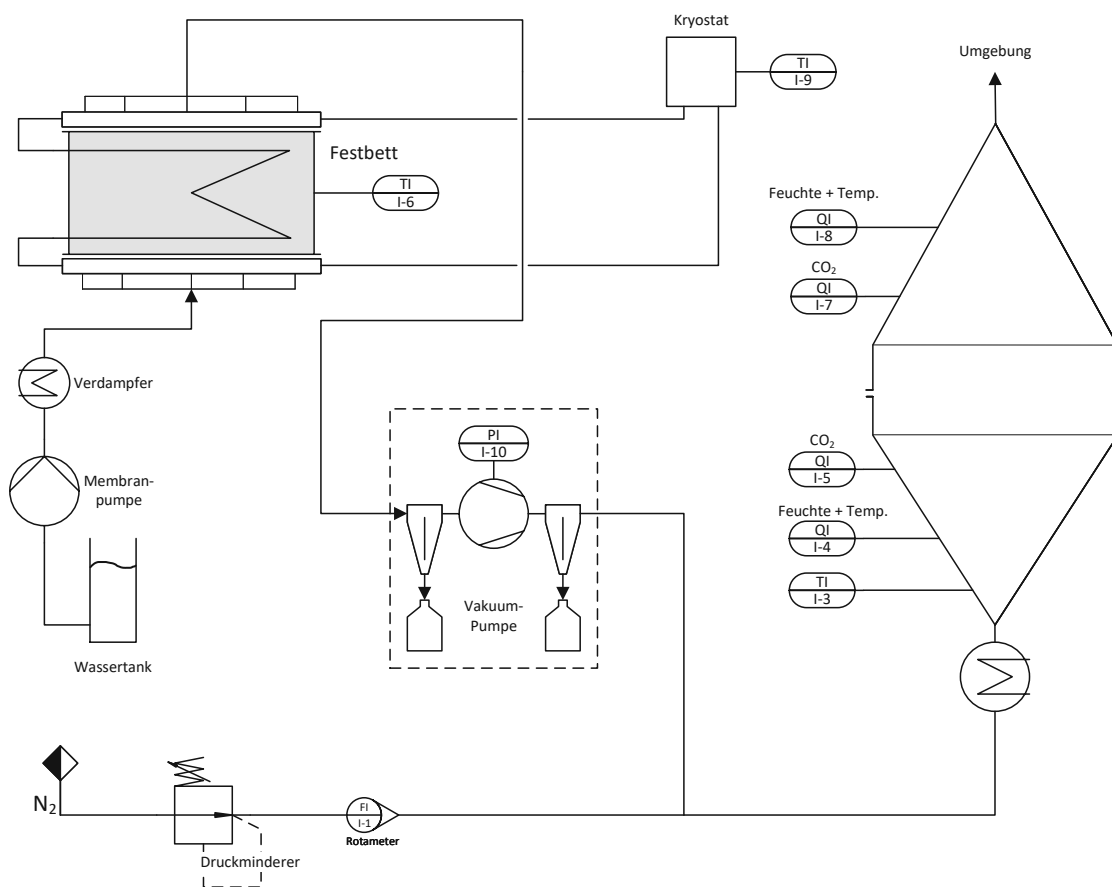 Kryostat
TI
I-9
Umgebung
Festbett
TI
I-6
Feuchte + Temp.
QI
I-8
CO₂
QI
I-7
Verdampfer
PI
I-10
CO₂
QI
I-5
Membran-
pumpe
Feuchte + Temp.
QI
I-4
TI
I-3
Vakuum-
Pumpe
Wassertank
N₂
FI
I-1
Rotameter
Druckminderer